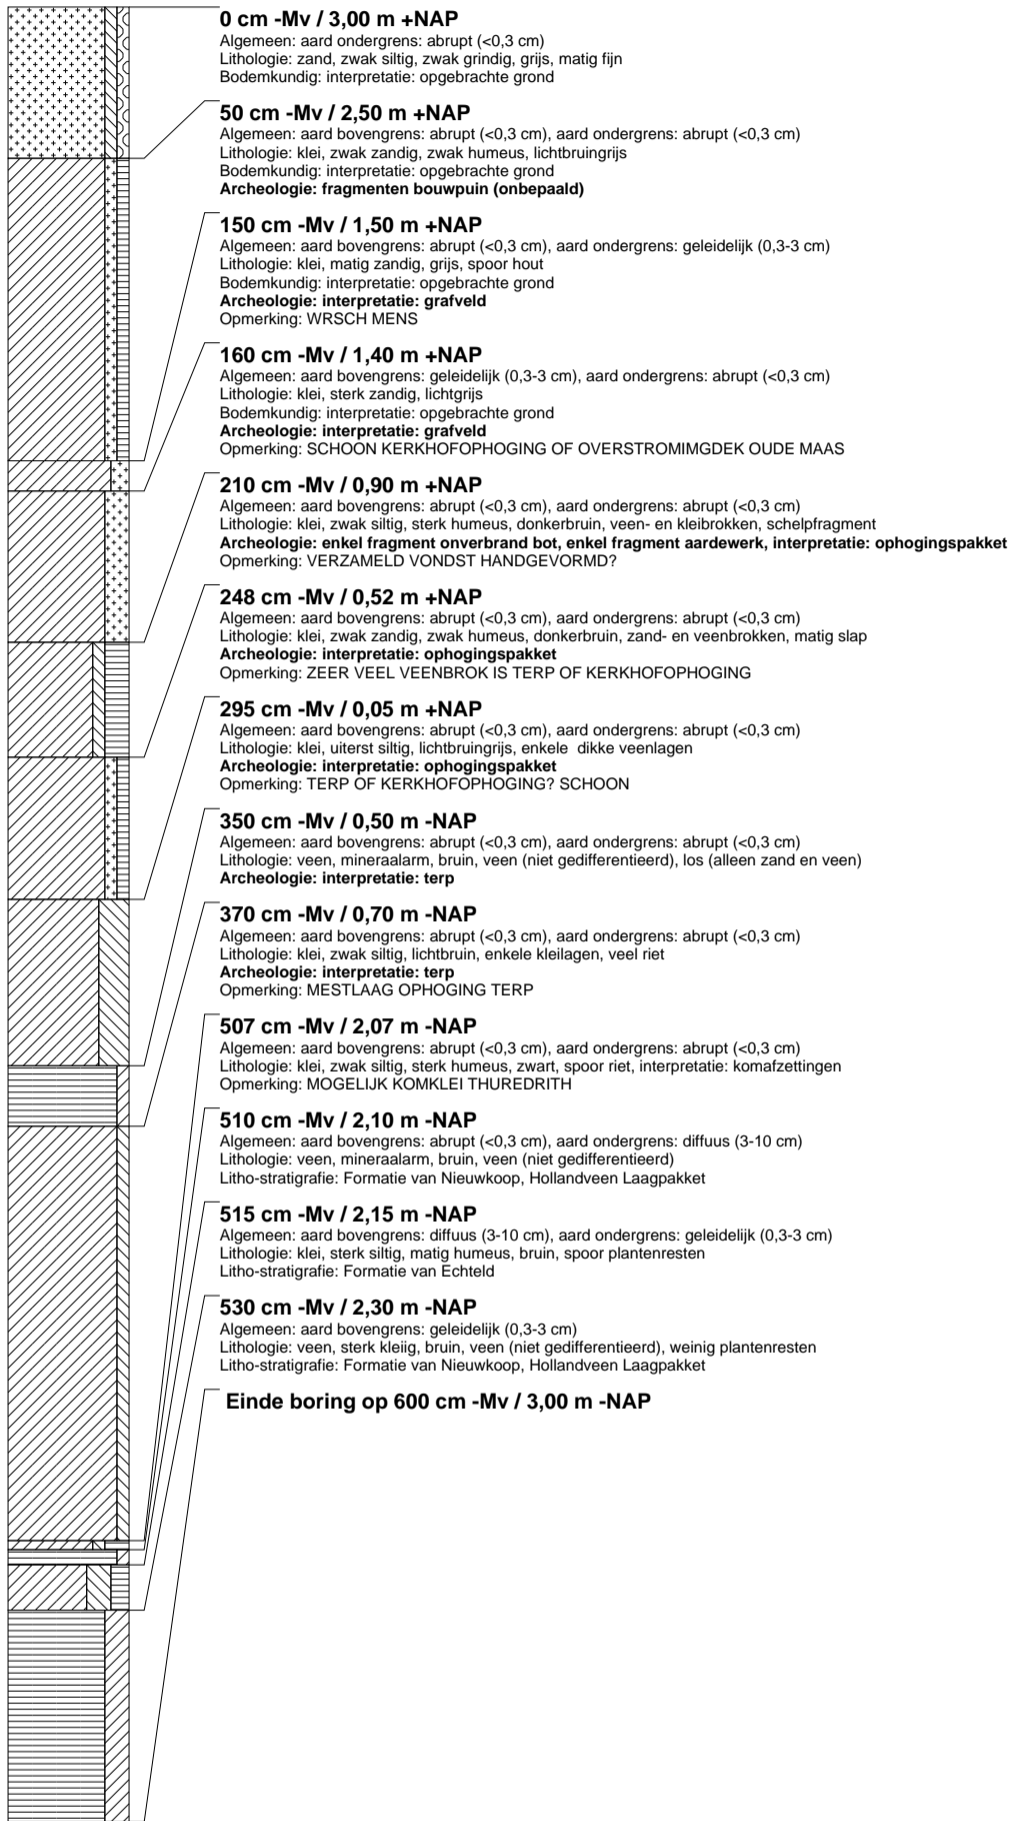 0 cm -Mv / 3,00 m +NAP
Algemeen: aard ondergrens: abrupt (<0,3 cm)
Lithologie: zand, zwak siltig, zwak grindig, grijs, matig fijn
Bodemkundig: interpretatie: opgebrachte grond
50 cm -Mv / 2,50 m +NAP
Algemeen: aard bovengrens: abrupt (<0,3 cm), aard ondergrens: abrupt (<0,3 cm)
Lithologie: klei, zwak zandig, zwak humeus, lichtbruingrijs
Bodemkundig: interpretatie: opgebrachte grond
Archeologie: fragmenten bouwpuin (onbepaald)
150 cm -Mv / 1,50 m +NAP
Algemeen: aard bovengrens: abrupt (<0,3 cm), aard ondergrens: geleidelijk (0,3-3 cm)
Lithologie: klei, matig zandig, grijs, spoor hout
Bodemkundig: interpretatie: opgebrachte grond
Archeologie: interpretatie: grafveld
Opmerking: WRSCH MENS
160 cm -Mv / 1,40 m +NAP
Algemeen: aard bovengrens: geleidelijk (0,3-3 cm), aard ondergrens: abrupt (<0,3 cm)
Lithologie: klei, sterk zandig, lichtgrijs
Bodemkundig: interpretatie: opgebrachte grond
Archeologie: interpretatie: grafveld
Opmerking: SCHOON KERKHOFOPHOGING OF OVERSTROMIMGDEK OUDE MAAS
210 cm -Mv / 0,90 m +NAP
Algemeen: aard bovengrens: abrupt (<0,3 cm), aard ondergrens: abrupt (<0,3 cm)
Lithologie: klei, zwak siltig, sterk humeus, donkerbruin, veen- en kleibrokken, schelpfragment
Archeologie: enkel fragment onverbrand bot, enkel fragment aardewerk, interpretatie: ophogingspakket
Opmerking: VERZAMELD VONDST HANDGEVORMD?
248 cm -Mv / 0,52 m +NAP
Algemeen: aard bovengrens: abrupt (<0,3 cm), aard ondergrens: abrupt (<0,3 cm)
Lithologie: klei, zwak zandig, zwak humeus, donkerbruin, zand- en veenbrokken, matig slap
Archeologie: interpretatie: ophogingspakket
Opmerking: ZEER VEEL VEENBROK IS TERP OF KERKHOFOPHOGING
295 cm -Mv / 0,05 m +NAP
Algemeen: aard bovengrens: abrupt (<0,3 cm), aard ondergrens: abrupt (<0,3 cm)
Lithologie: klei, uiterst siltig, lichtbruingrijs, enkele  dikke veenlagen
Archeologie: interpretatie: ophogingspakket
Opmerking: TERP OF KERKHOFOPHOGING? SCHOON
350 cm -Mv / 0,50 m -NAP
Algemeen: aard bovengrens: abrupt (<0,3 cm), aard ondergrens: abrupt (<0,3 cm)
Lithologie: veen, mineraalarm, bruin, veen (niet gedifferentieerd), los (alleen zand en veen)
Archeologie: interpretatie: terp
370 cm -Mv / 0,70 m -NAP
Algemeen: aard bovengrens: abrupt (<0,3 cm), aard ondergrens: abrupt (<0,3 cm)
Lithologie: klei, zwak siltig, lichtbruin, enkele kleilagen, veel riet
Archeologie: interpretatie: terp
Opmerking: MESTLAAG OPHOGING TERP
507 cm -Mv / 2,07 m -NAP
Algemeen: aard bovengrens: abrupt (<0,3 cm), aard ondergrens: abrupt (<0,3 cm)
Lithologie: klei, zwak siltig, sterk humeus, zwart, spoor riet, interpretatie: komafzettingen
Opmerking: MOGELIJK KOMKLEI THUREDRITH
510 cm -Mv / 2,10 m -NAP
Algemeen: aard bovengrens: abrupt (<0,3 cm), aard ondergrens: diffuus (3-10 cm)
Lithologie: veen, mineraalarm, bruin, veen (niet gedifferentieerd)
Litho-stratigrafie: Formatie van Nieuwkoop, Hollandveen Laagpakket
515 cm -Mv / 2,15 m -NAP
Algemeen: aard bovengrens: diffuus (3-10 cm), aard ondergrens: geleidelijk (0,3-3 cm)
Lithologie: klei, sterk siltig, matig humeus, bruin, spoor plantenresten
Litho-stratigrafie: Formatie van Echteld
530 cm -Mv / 2,30 m -NAP
Algemeen: aard bovengrens: geleidelijk (0,3-3 cm)
Lithologie: veen, sterk kleiig, bruin, veen (niet gedifferentieerd), weinig plantenresten
Litho-stratigrafie: Formatie van Nieuwkoop, Hollandveen Laagpakket
Einde boring op 600 cm -Mv / 3,00 m -NAP